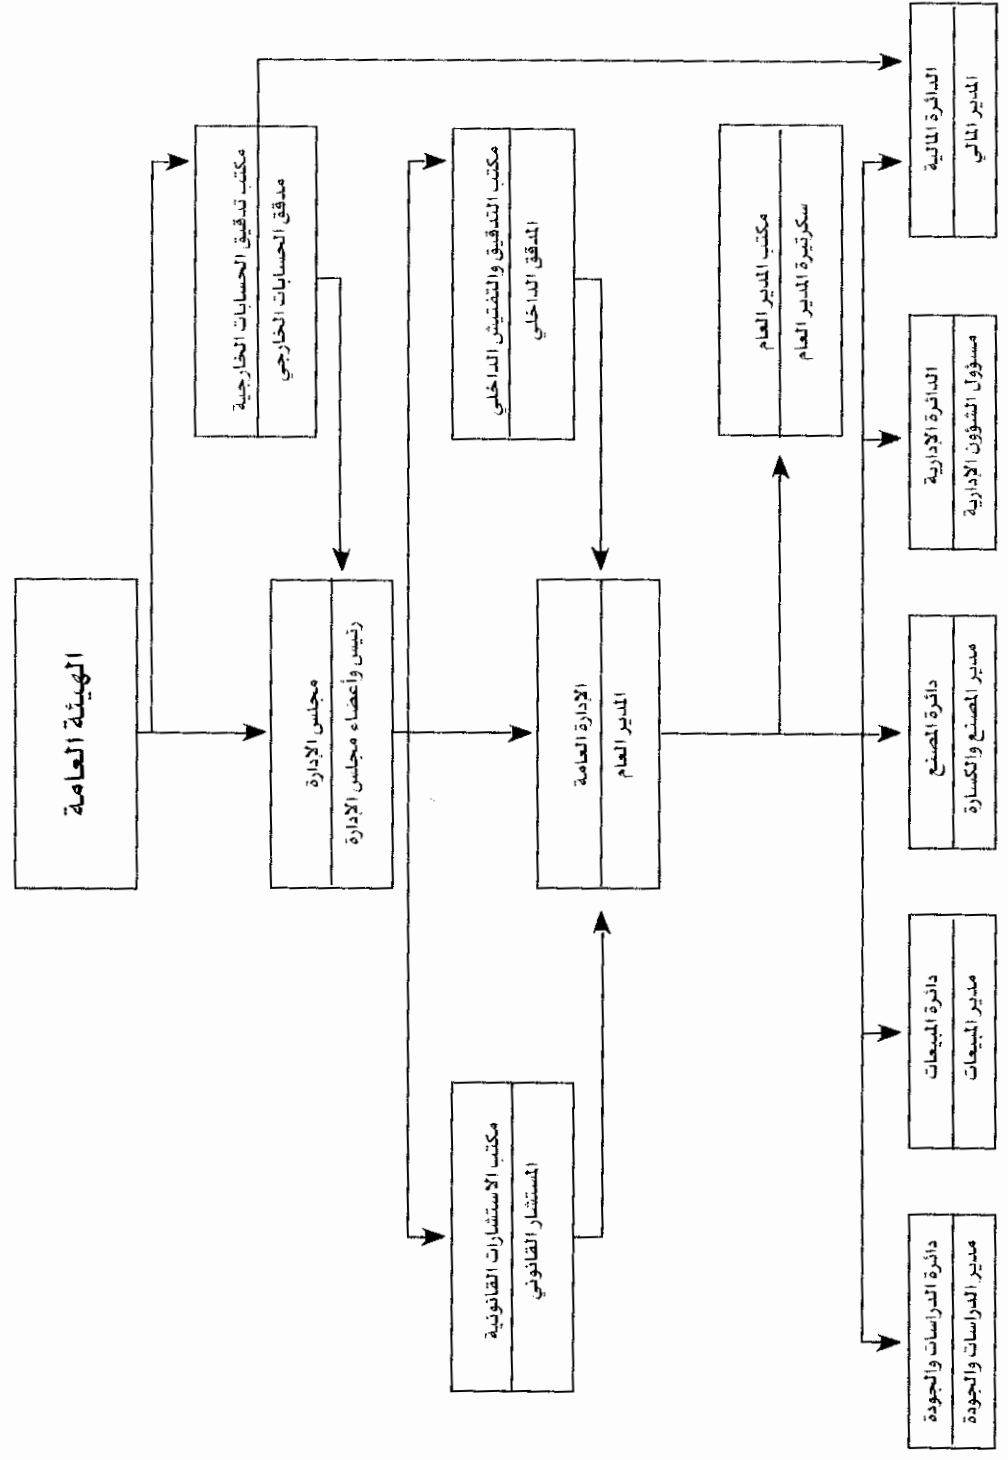 الهيئة العامة
مكتب تدقيق الحسابات الخارجية
مدقق الحسابات الخارجي
مجلس الإدارة
رئيس وأعضاء مجلس الإدارة
مكتب التدقيق والتفتيش الداخلي
المدقق الداخلي
مكتب الاستشارات القانونية
المستشار القانوني
الإدارة العامة
المدير العام
مكتب المدير العام
سكرتيرة المدير العام
الدائرة المالية
المدير المالي
الدائرة الإدارية
مسؤول الشؤون الإدارية
دائرة المصنع
مدير المصنع والكسارة
دائرة المبيعات
مدير المبيعات
دائرة الدراسات والجودة
مدير الدراسات والجودة